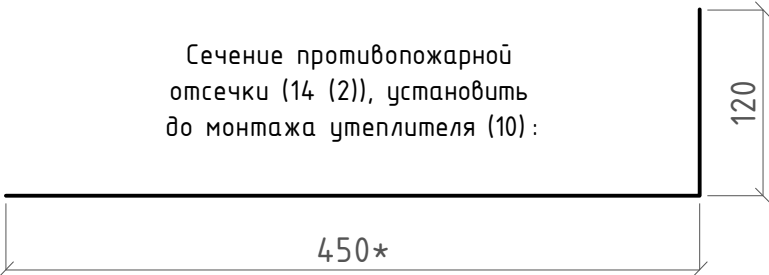 Сечение противопожарной
отсечки (14 (2)), установить
до монтажа утеплителя (10):
120
450*